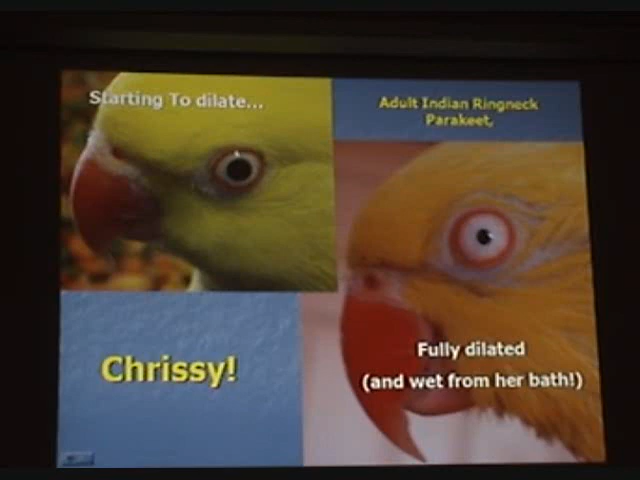 Starting To dilate...
Adult Indian Ringneck
Parakeet,
Chrissy!
Fully dilated
(and wet from her bath!)